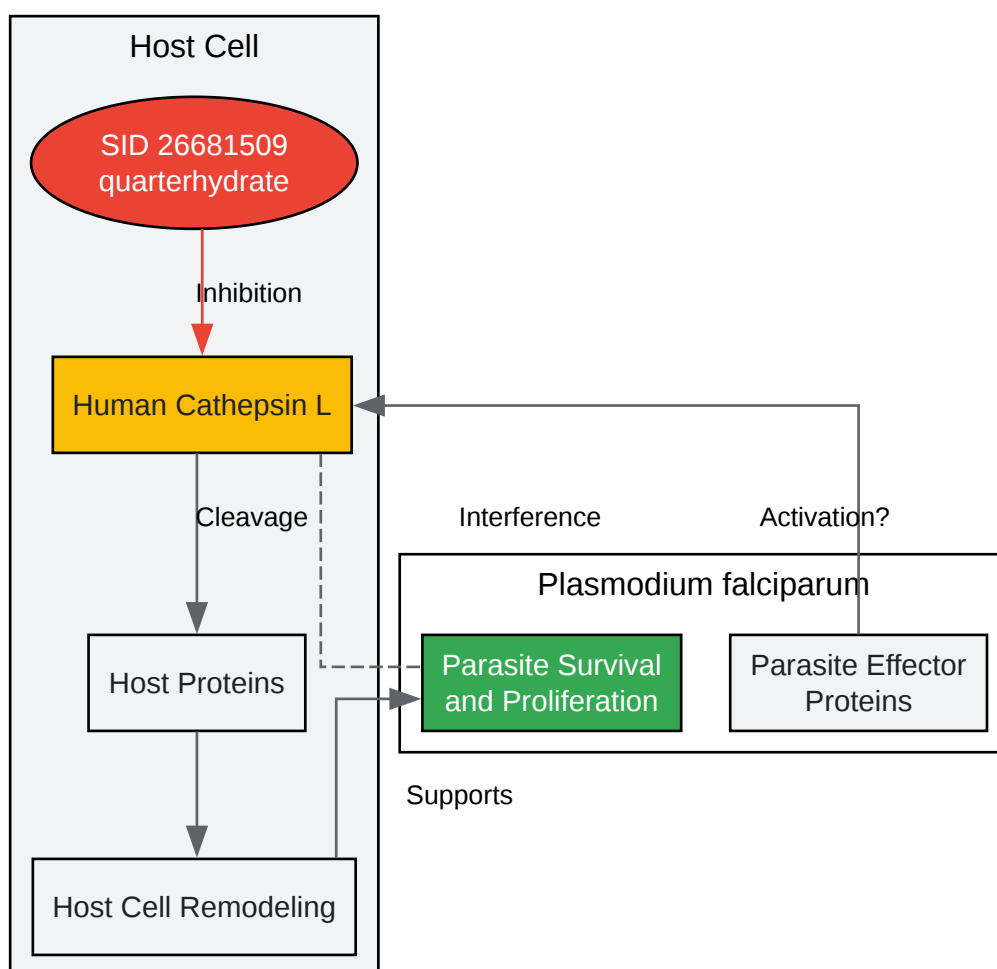 Host Cell
SID 26681509
quarterhydrate
Inhibition
Human Cathepsin L
Cleavage
Interference
Activation?
Plasmodium falciparum
Host Proteins
Parasite Survival
and Proliferation
Parasite Effector
Proteins
Supports
Host Cell Remodeling